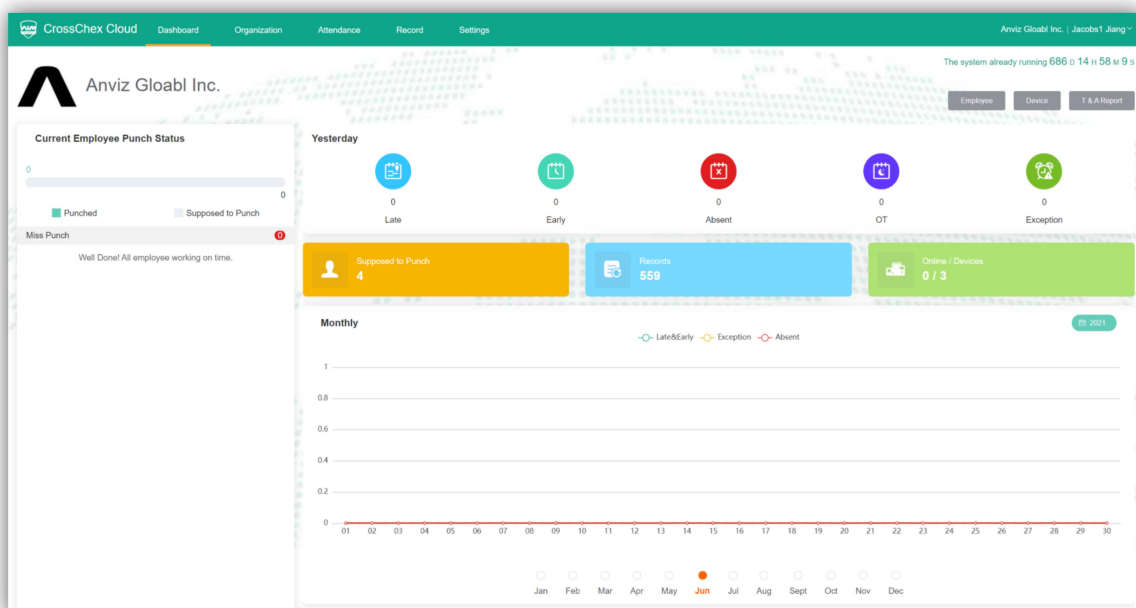 CrossChex Cloud Dashboard Organization Attendance Record Settings Anviz Gloabl Inc. | Jacobs1 Jiang
The system already running 686 D 14 H 58 M 9 S
Anviz Gloabl Inc.
Employee Device T & A Report
Current Employee Punch Status
0
0
Punched Supposed to Punch
Miss Punch 0
Well Done! All employee working on time.
Yesterday
0 0 0 0 0
Late Early Absent OT Exception
Supposed to Punch
4
Records
559
Online / Devices
0 / 3
Monthly
2021
Late&Early Exception Absent
1
0.8
0.6
0.4
0.2
0
01 02 03 04 05 06 07 08 09 10 11 12 13 14 15 16 17 18 19 20 21 22 23 24 25 26 27 28 29 30
Jan Feb Mar Apr May Jun Jul Aug Sept Oct Nov Dec